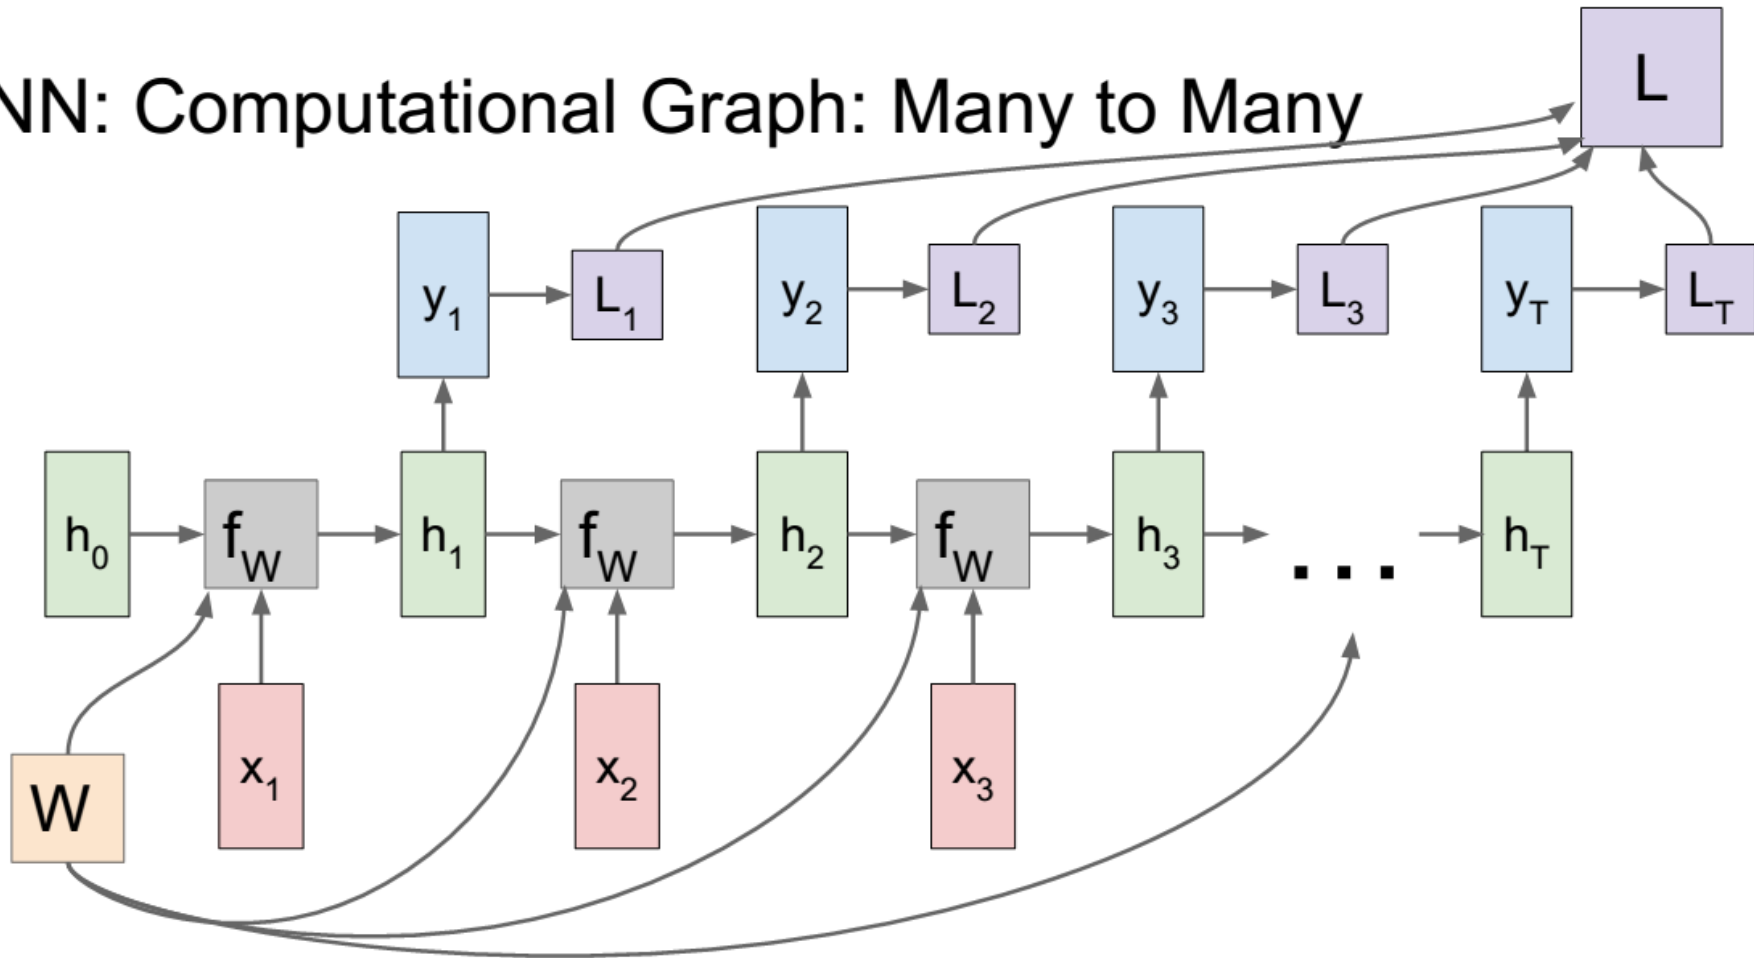 L
NN: Computational Graph: Many to Many
y1 L1 y2 L2 y3 L3 yT LT
h0 fW h1 fW h2 fW h3 ... hT
W x1 x2 x3